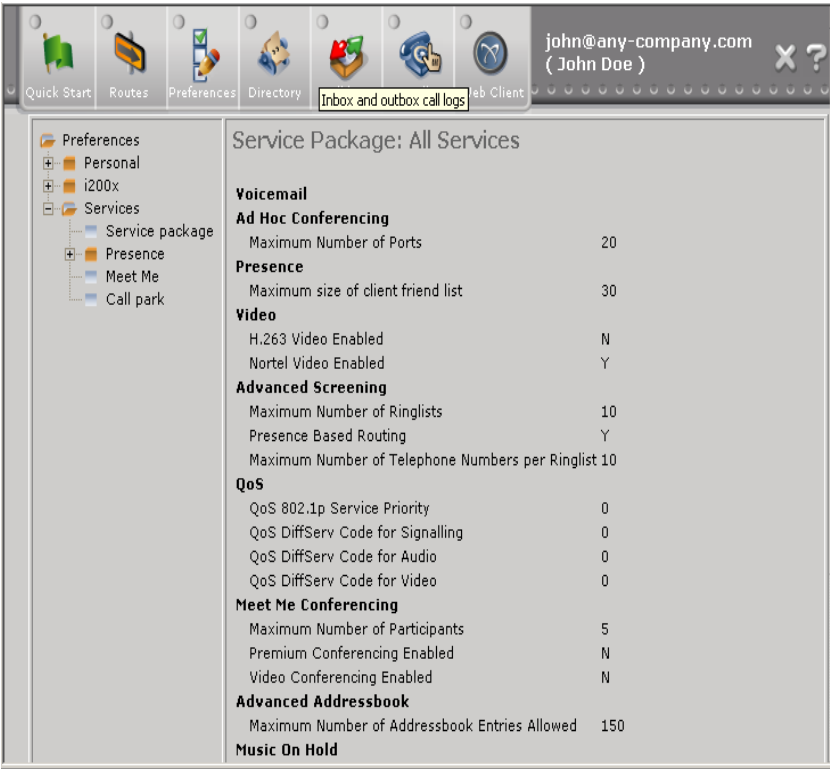 john@any-company.com
( John Doe )
Quick Start Routes Preferences Directory Web Client
Inbox and outbox call logs
Preferences
Personal
i200x
Services
Service package
Presence
Meet Me
Call park
Service Package: All Services
Voicemail
Ad Hoc Conferencing
Maximum Number of Ports 20
Presence
Maximum size of client friend list 30
Video
H.263 Video Enabled N
Nortel Video Enabled Y
Advanced Screening
Maximum Number of Ringlists 10
Presence Based Routing Y
Maximum Number of Telephone Numbers per Ringlist 10
QoS
QoS 802.1p Service Priority 0
QoS DiffServ Code for Signalling 0
QoS DiffServ Code for Audio 0
QoS DiffServ Code for Video 0
Meet Me Conferencing
Maximum Number of Participants 5
Premium Conferencing Enabled N
Video Conferencing Enabled N
Advanced Addressbook
Maximum Number of Addressbook Entries Allowed 150
Music On Hold